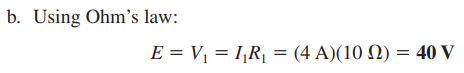 b. Using Ohm's law:
E = V₁ = I₁R₁ = (4 A)(10 Ω) = 40 V